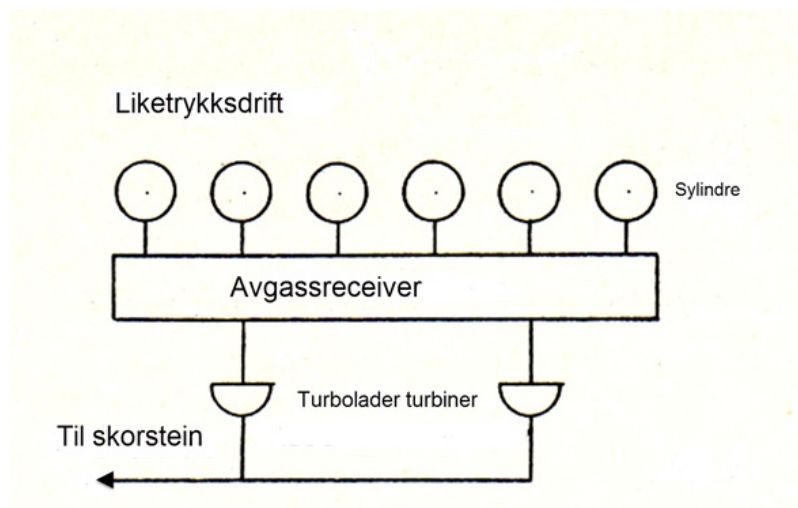 Liketrykksdrift
Sylindre
Avgassreceiver
Turbolader turbiner
Til skorstein